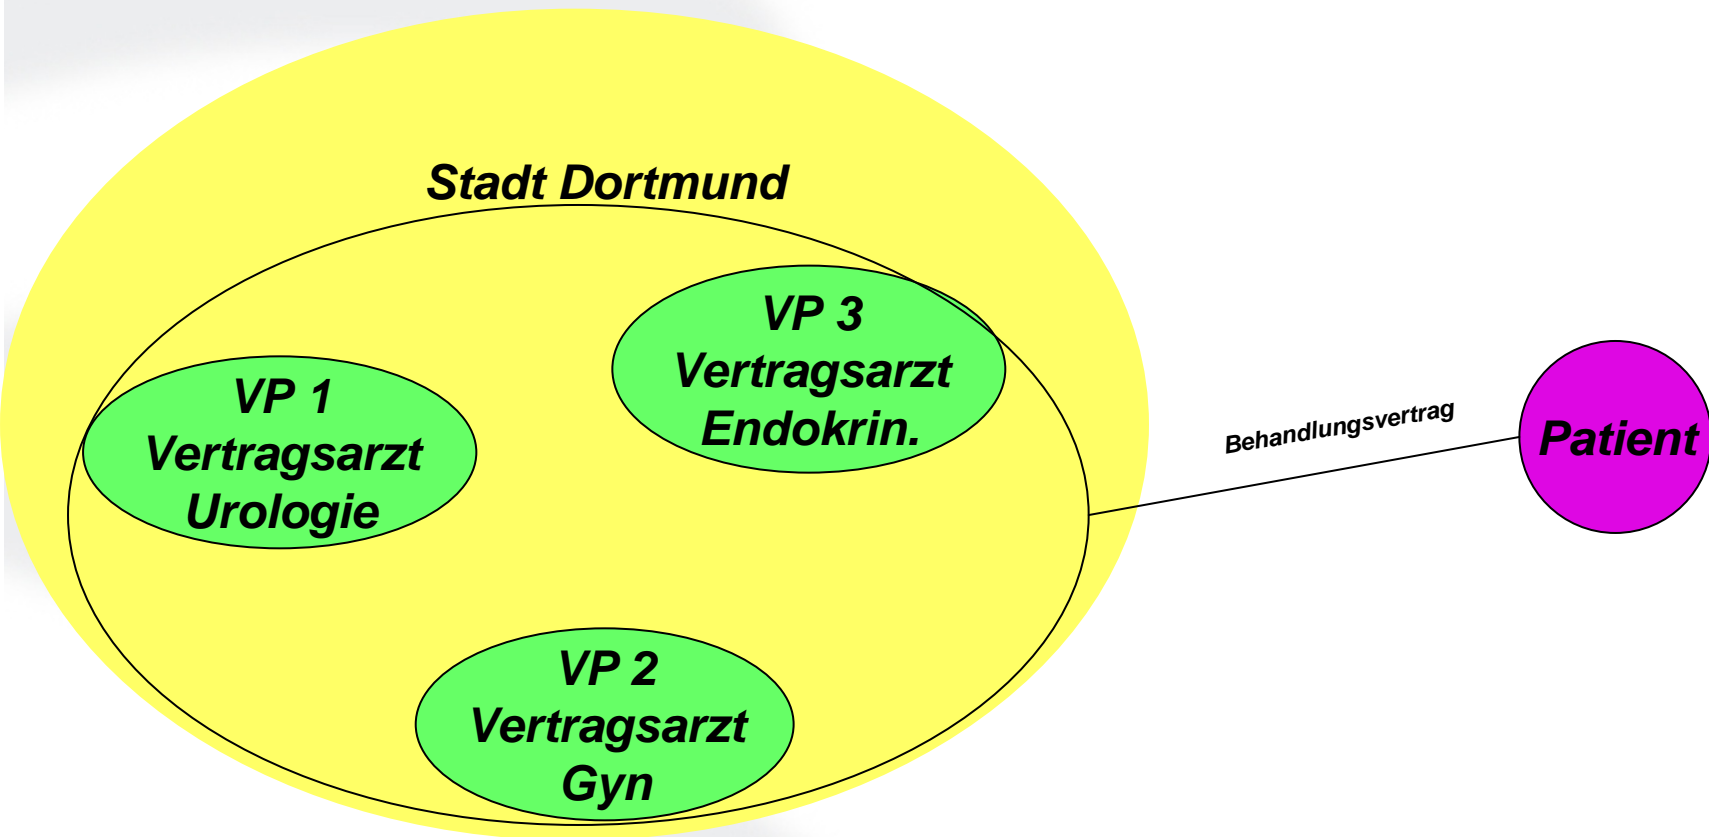 Stadt Dortmund
VP 3
Vertragsarzt
Endokrin.
VP 1
Vertragsarzt
Urologie
VP 2
Vertragsarzt
Gyn
Behandlungsvertrag
Patient